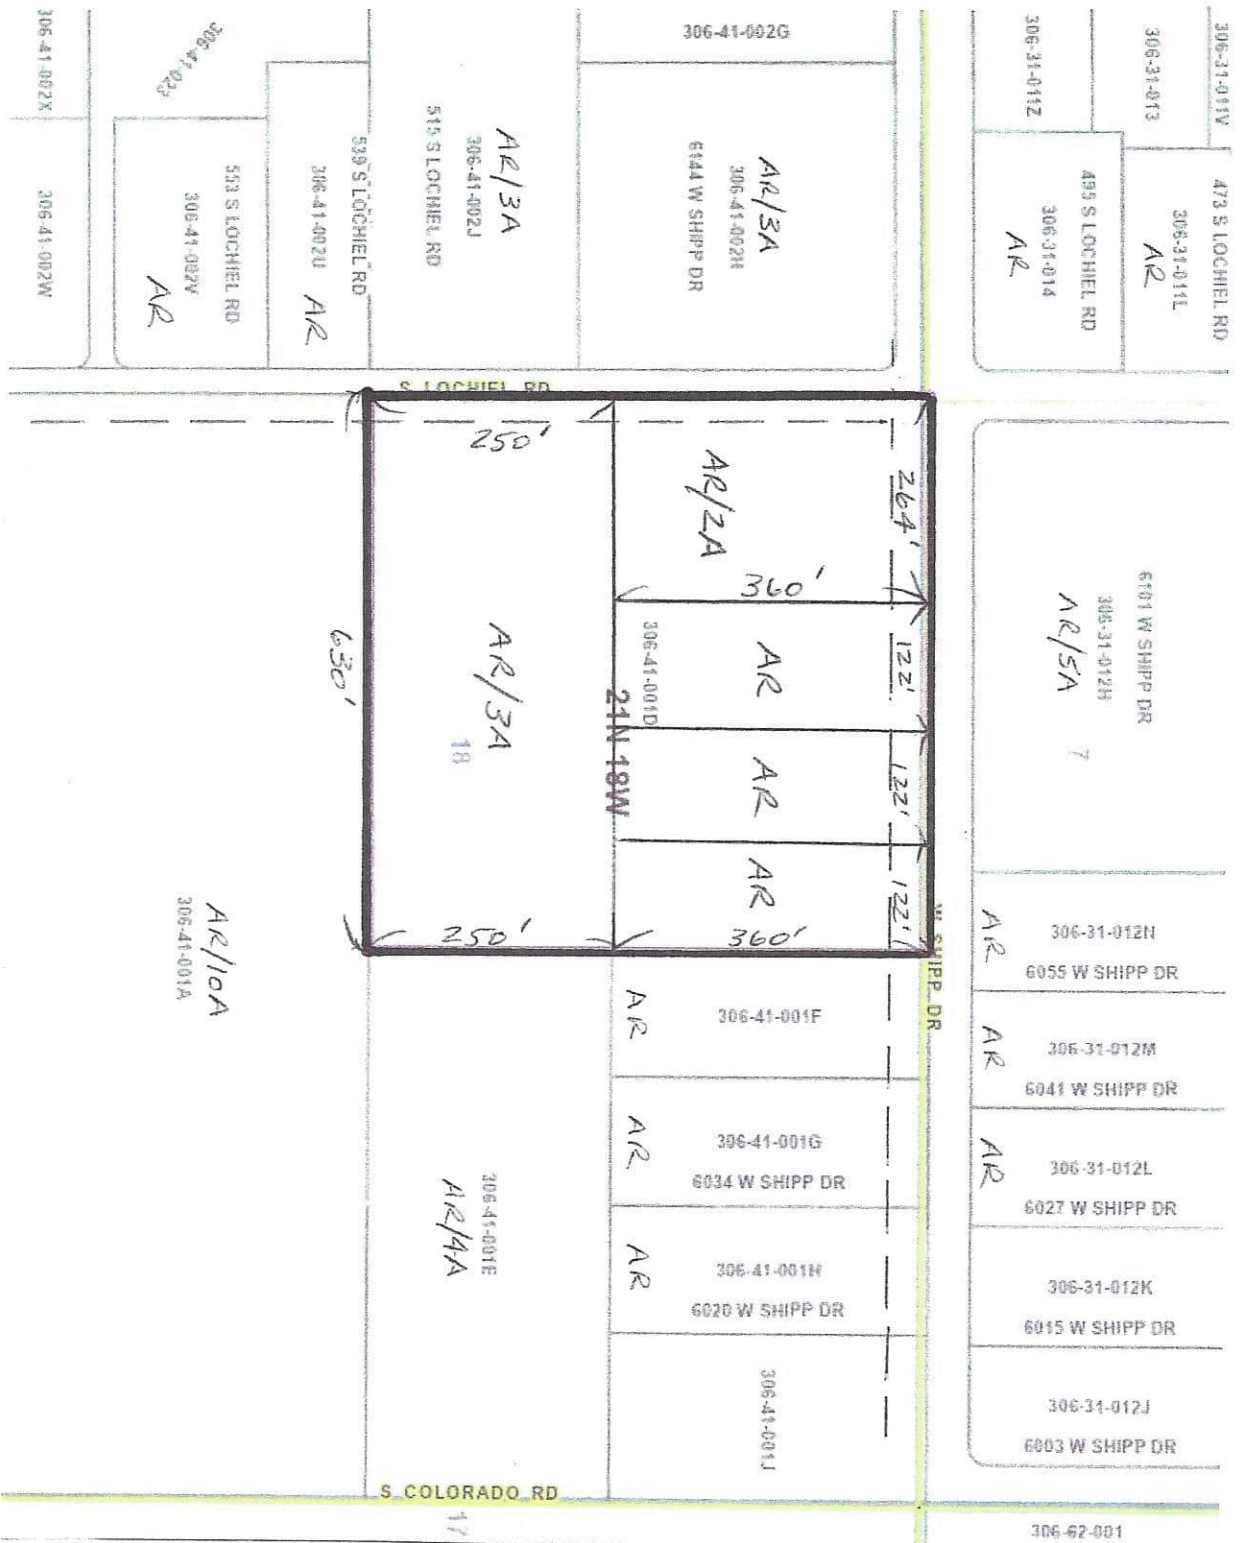 306-41-002X
306-41-002W
306-41-023
553 S LOCHIEL RD
306-41-002V
AR
539 S LOCHIEL RD
306-41-002U
AR
515 S LOCHIEL RD
306-41-002J
AR/3A
306-41-002G
AR/3A
306-41-002H
6144 W SHIPP DR
306-31-011Z
306-31-013
306-31-011V
495 S LOCHIEL RD
306-31-014
AR
473 S LOCHIEL RD
306-31-011L
AR
S LOCHIEL RD
250'
264'
AR/2A
360'
306-41-001D
AR
122'
AR
122'
AR
122'
360'
21N 18W
AR/3A
18
630'
250'
6101 W SHIPP DR
306-31-012H
AR/5A
7
W SHIPP DR
AR
306-31-012N
6055 W SHIPP DR
AR
306-31-012M
6041 W SHIPP DR
AR
306-31-012L
6027 W SHIPP DR
306-31-012K
6015 W SHIPP DR
306-31-012J
6003 W SHIPP DR
AR/10A
306-41-001A
AR
306-41-001F
AR
306-41-001G
6034 W SHIPP DR
AR
306-41-001H
6020 W SHIPP DR
306-41-001J
306-41-001E
AR/4A
S COLORADO RD
17
306-62-001